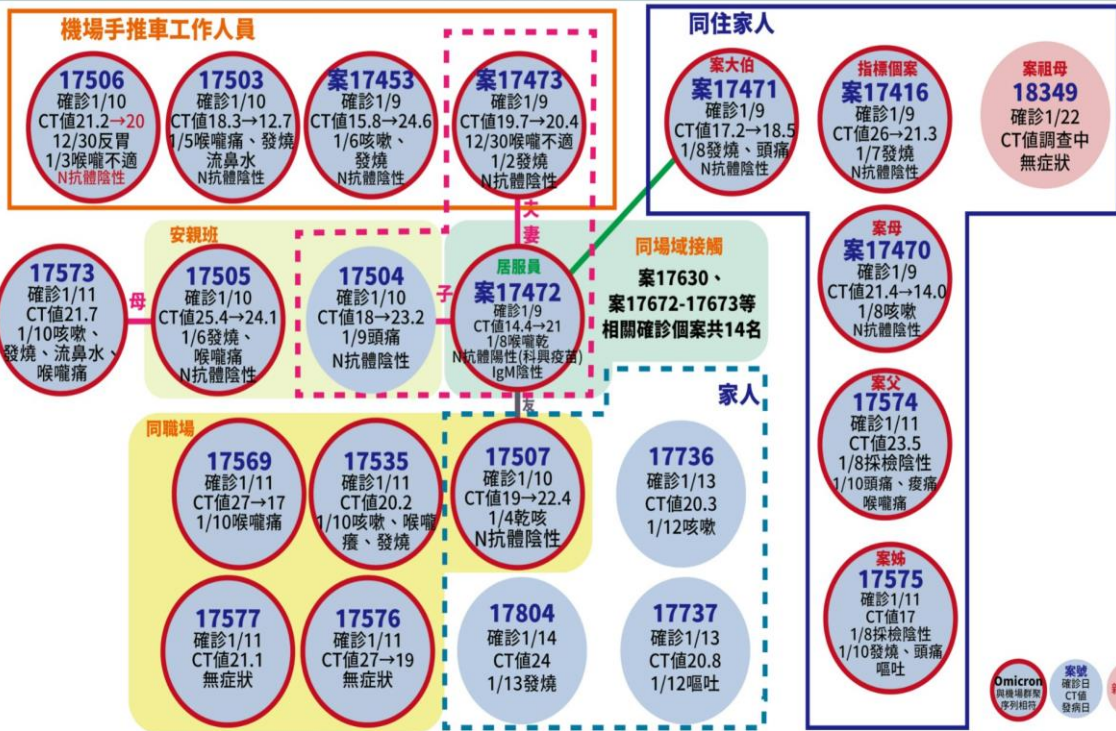 機場手推車工作人員
17506
確診1/10
CT值21.2→20
12/30反胃
1/3喉嚨不適
N抗體陰性
17503
確診1/10
CT值18.3→12.7
1/5喉嚨痛、發燒
流鼻水
N抗體陰性
案17453
確診1/9
CT值15.8→24.6
1/6咳嗽、
發燒
N抗體陰性
案17473
確診1/9
CT值19.7→20.4
12/30喉嚨不適
1/2發燒
N抗體陰性
同住家人
案大伯
案17471
確診1/9
CT值17.2→18.5
1/8發燒、頭痛
N抗體陰性
指標個案
案17416
確診1/9
CT值26→21.3
1/7發燒
N抗體陰性
案祖母
18349
確診1/22
CT值調查中
無症狀
夫
妻
17573
確診1/11
CT值21.7
1/10咳嗽、
發燒、流鼻水、
喉嚨痛
母
安親班
17505
確診1/10
CT值25.4→24.1
1/6發燒、
喉嚨痛
N抗體陰性
17504
確診1/10
CT值18→23.2
1/9頭痛
N抗體陰性
子
居服員
案17472
確診1/9
CT值14.4→21
1/8喉嚨乾
N抗體陽性(科興疫苗)
IgM陰性
同場域接觸
案17630、
案17672-17673等
相關確診個案共14名
案母
案17470
確診1/9
CT值21.4→14.0
1/8咳嗽
N抗體陰性
友
同職場
17569
確診1/11
CT值27→17
1/10喉嚨痛
17535
確診1/11
CT值20.2
1/10咳嗽、喉嚨
癢、發燒
17507
確診1/10
CT值19→22.4
1/4乾咳
N抗體陰性
家人
17736
確診1/13
CT值20.3
1/12咳嗽
案父
17574
確診1/11
CT值23.5
1/8採檢陰性
1/10頭痛、痠痛
喉嚨痛
17577
確診1/11
CT值21.1
無症狀
17576
確診1/11
CT值27→19
無症狀
17804
確診1/14
CT值24
1/13發燒
17737
確診1/13
CT值20.8
1/12嘔吐
案姊
17575
確診1/11
CT值17
1/8採檢陰性
1/10發燒、頭痛
嘔吐
Omicron
與機場群聚
序列相符
案號
確診日
CT值
發病日